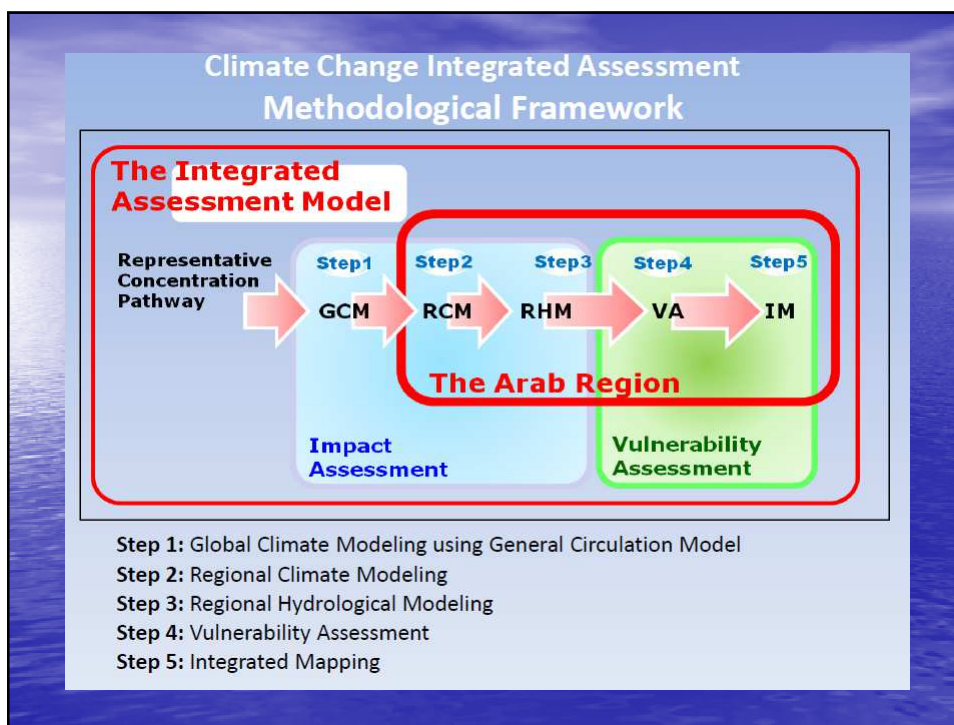 Climate Change Integrated Assessment
Methodological Framework
The Integrated
Assessment Model
Representative
Concentration
Pathway
Step1
Step2
Step3
Step4
Step5
GCM
RCM
RHM
VA
IM
The Arab Region
Impact
Assessment
Vulnerability
Assessment
Step 1: Global Climate Modeling using General Circulation Model
Step 2: Regional Climate Modeling
Step 3: Regional Hydrological Modeling
Step 4: Vulnerability Assessment
Step 5: Integrated Mapping